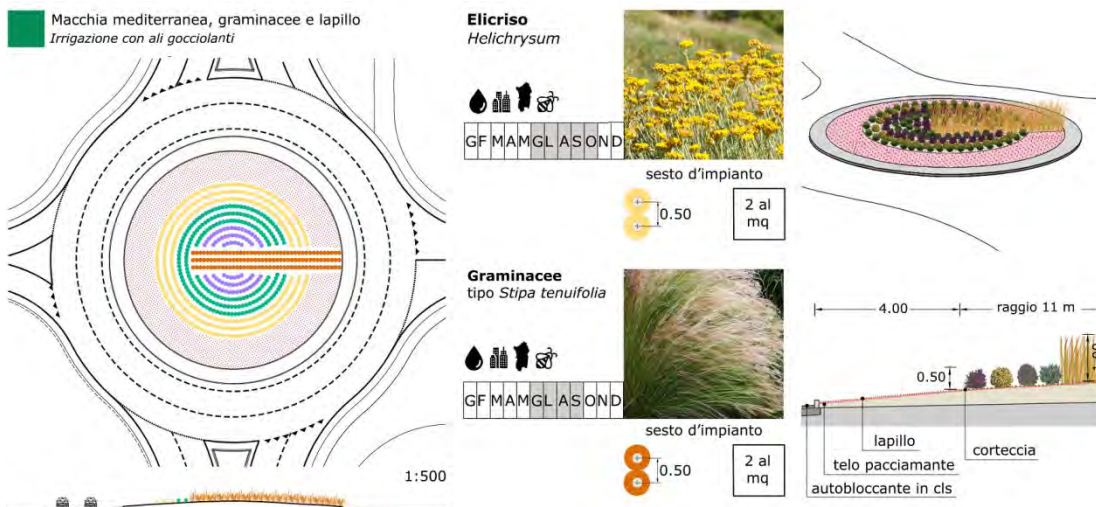 Macchia mediterranea, graminacee e lapillo
Irrigazione con ali gocciolanti
1:500
Elicriso
Helichrysum
G F M A M G L A S O N D
sesto d'impianto
0.50
2 al
mq
Graminacee
tipo Stipa tenuifolia
G F M A M G L A S O N D
sesto d'impianto
0.50
2 al
mq
4.00
raggio 11 m
0.50
lapillo
corteccia
telo pacciamante
autobloccante in cls